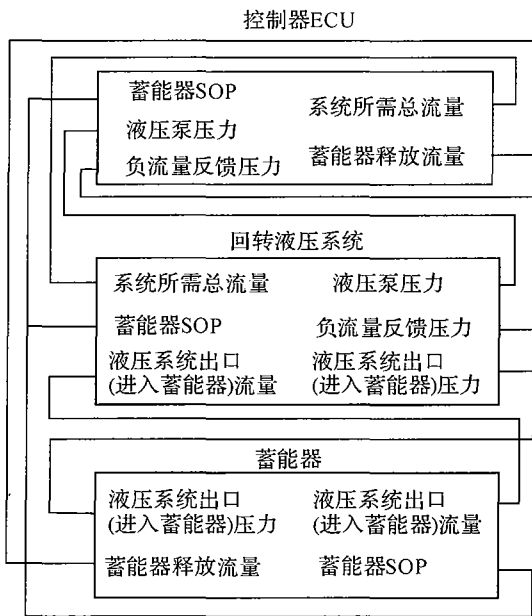 控制器ECU
蓄能器SOP
系统所需总流量
液压泵压力
负流量反馈压力
蓄能器释放流量
回转液压系统
系统所需总流量
液压泵压力
蓄能器SOP
负流量反馈压力
液压系统出口
(进入蓄能器)流量
液压系统出口
(进入蓄能器)压力
蓄能器
液压系统出口
(进入蓄能器)压力
液压系统出口
(进入蓄能器)流量
蓄能器释放流量
蓄能器SOP